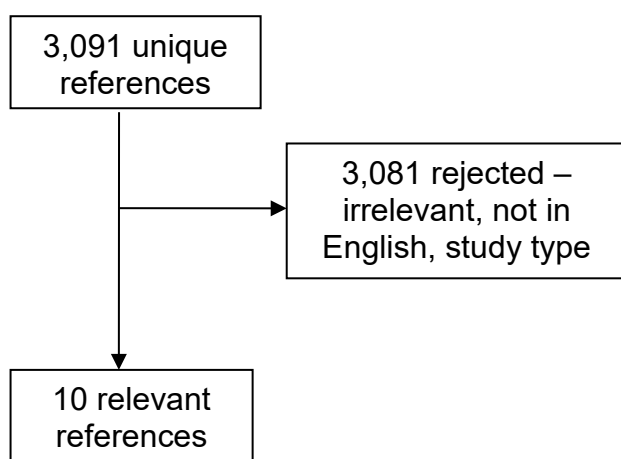 3,091 unique
references
3,081 rejected –
irrelevant, not in
English, study type
10 relevant
references